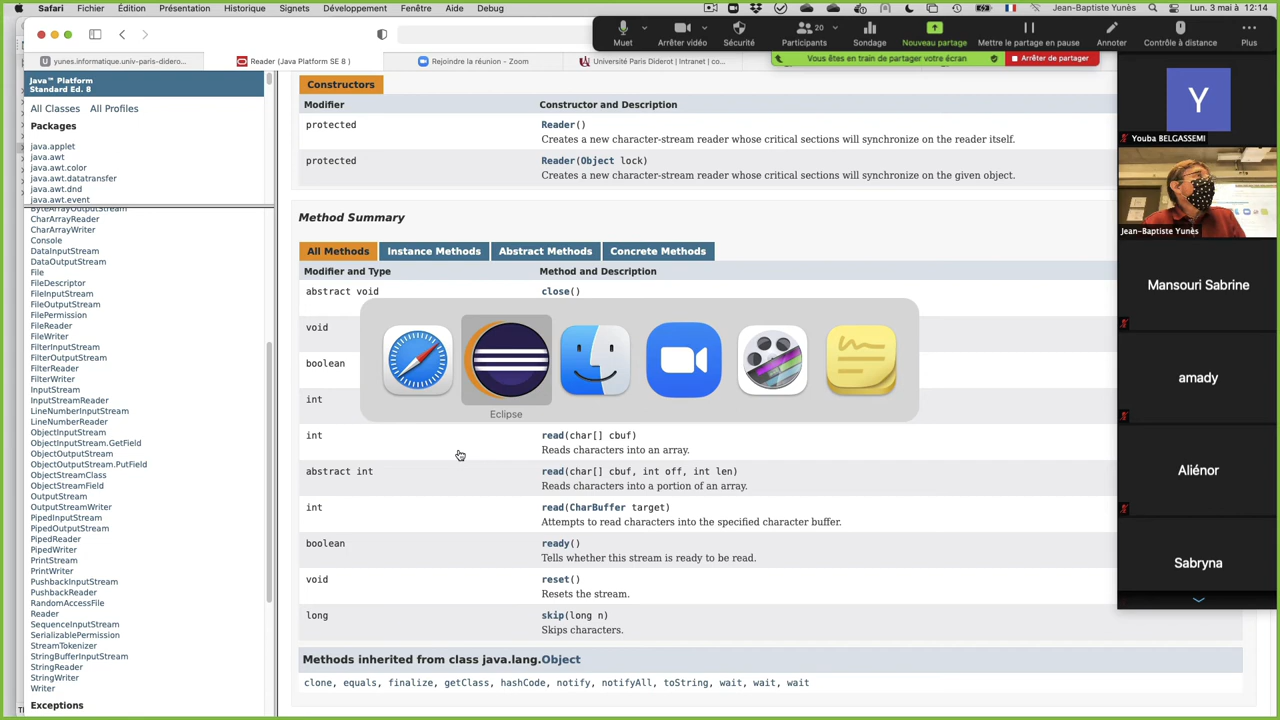 Safari Fichier Édition Présentation Historique Signets Développement Fenêtre Aide Debug
Jean-Baptiste Yunès Lun. 3 mai à 12:14
Muet Arrêter vidéo Sécurité Participants 20 Sondage Nouveau partage Mettre le partage en pause Annoter Contrôle à distance Plus
Vous êtes en train de partager votre écran Arrêter de partager
yunes.informatique.univ-paris-didero... Reader (Java Platform SE 8 ) Rejoindre la réunion - Zoom Université Paris Diderot | Intranet | co...
Java™ Platform
Standard Ed. 8
All Classes All Profiles
Packages
java.applet
java.awt
java.awt.color
java.awt.datatransfer
java.awt.dnd
java.awt.event
ByteArrayOutputStream
CharArrayReader
CharArrayWriter
Console
DataInputStream
DataOutputStream
File
FileDescriptor
FileInputStream
FileOutputStream
FilePermission
FileReader
FileWriter
FilterInputStream
FilterOutputStream
FilterReader
FilterWriter
InputStream
InputStreamReader
LineNumberInputStream
LineNumberReader
ObjectInputStream
ObjectInputStream.GetField
ObjectOutputStream
ObjectOutputStream.PutField
ObjectStreamClass
ObjectStreamField
OutputStream
OutputStreamWriter
PipedInputStream
PipedOutputStream
PipedReader
PipedWriter
PrintStream
PrintWriter
PushbackInputStream
PushbackReader
RandomAccessFile
Reader
SequenceInputStream
SerializablePermission
StreamTokenizer
StringBufferInputStream
StringReader
StringWriter
Writer
Exceptions
Constructors
Modifier Constructor and Description
protected Reader()
Creates a new character-stream reader whose critical sections will synchronize on the reader itself.
protected Reader(Object lock)
Creates a new character-stream reader whose critical sections will synchronize on the given object.
Method Summary
All Methods Instance Methods Abstract Methods Concrete Methods
Modifier and Type Method and Description
abstract void close()
void
boolean
int
Eclipse
int read(char[] cbuf)
Reads characters into an array.
abstract int read(char[] cbuf, int off, int len)
Reads characters into a portion of an array.
int read(CharBuffer target)
Attempts to read characters into the specified character buffer.
boolean ready()
Tells whether this stream is ready to be read.
void reset()
Resets the stream.
long skip(long n)
Skips characters.
Methods inherited from class java.lang.Object
clone, equals, finalize, getClass, hashCode, notify, notifyAll, toString, wait, wait, wait
Y
Youba BELGASSEMI
Jean-Baptiste Yunès
Mansouri Sabrine
amady
Aliénor
Sabryna